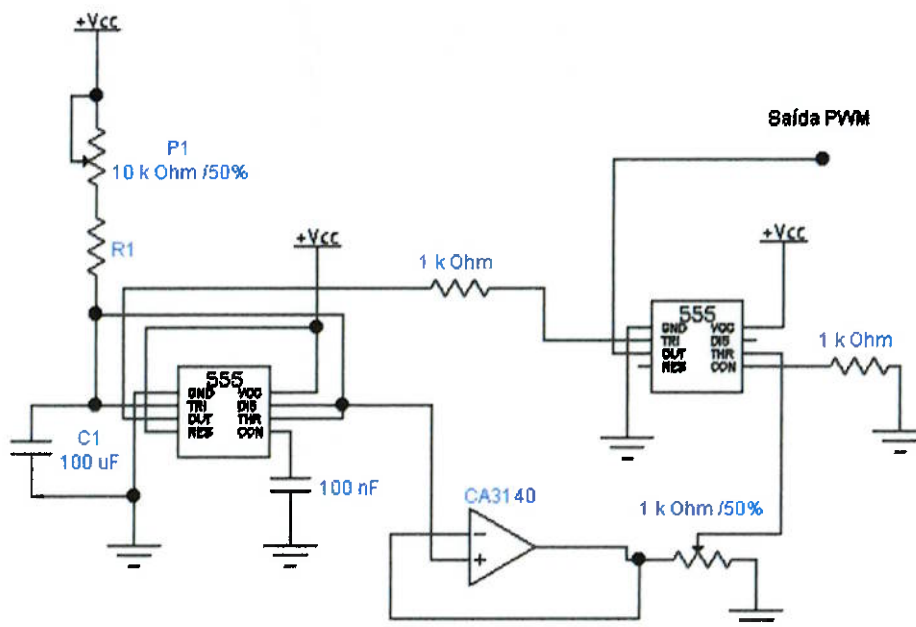 +Vcc
P1
10 k Ohm /50%
R1
+Vcc
1 k Ohm
Saída PWM
+Vcc
555
GND VCC
TRI DIS
OUT THR
RES CON
1 k Ohm
555
GND VCC
TRI DIS
OUT THR
RES CON
C1
100 uF
100 nF
CA3140
1 k Ohm /50%
-
+